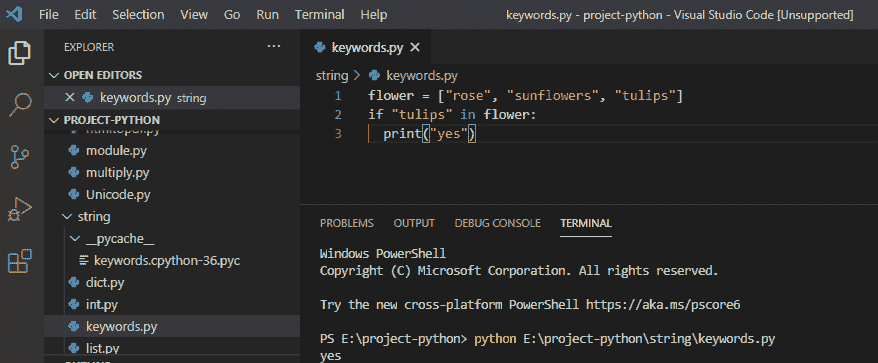 File Edit Selection View Go Run Terminal Help keywords.py - project-python - Visual Studio Code [Unsupported]
EXPLORER ...
OPEN EDITORS
keywords.py string
PROJECT-PYTHON
module.py
multiply.py
Unicode.py
string
__pycache__
keywords.cpython-36.pyc
dict.py
int.py
keywords.py
list.py
keywords.py
string > keywords.py
1 flower = ["rose", "sunflowers", "tulips"]
2 if "tulips" in flower:
3 print("yes")
PROBLEMS OUTPUT DEBUG CONSOLE TERMINAL
Windows PowerShell
Copyright (C) Microsoft Corporation. All rights reserved.
Try the new cross-platform PowerShell https://aka.ms/pscore6
PS E:\project-python> python E:\project-python\string\keywords.py
yes